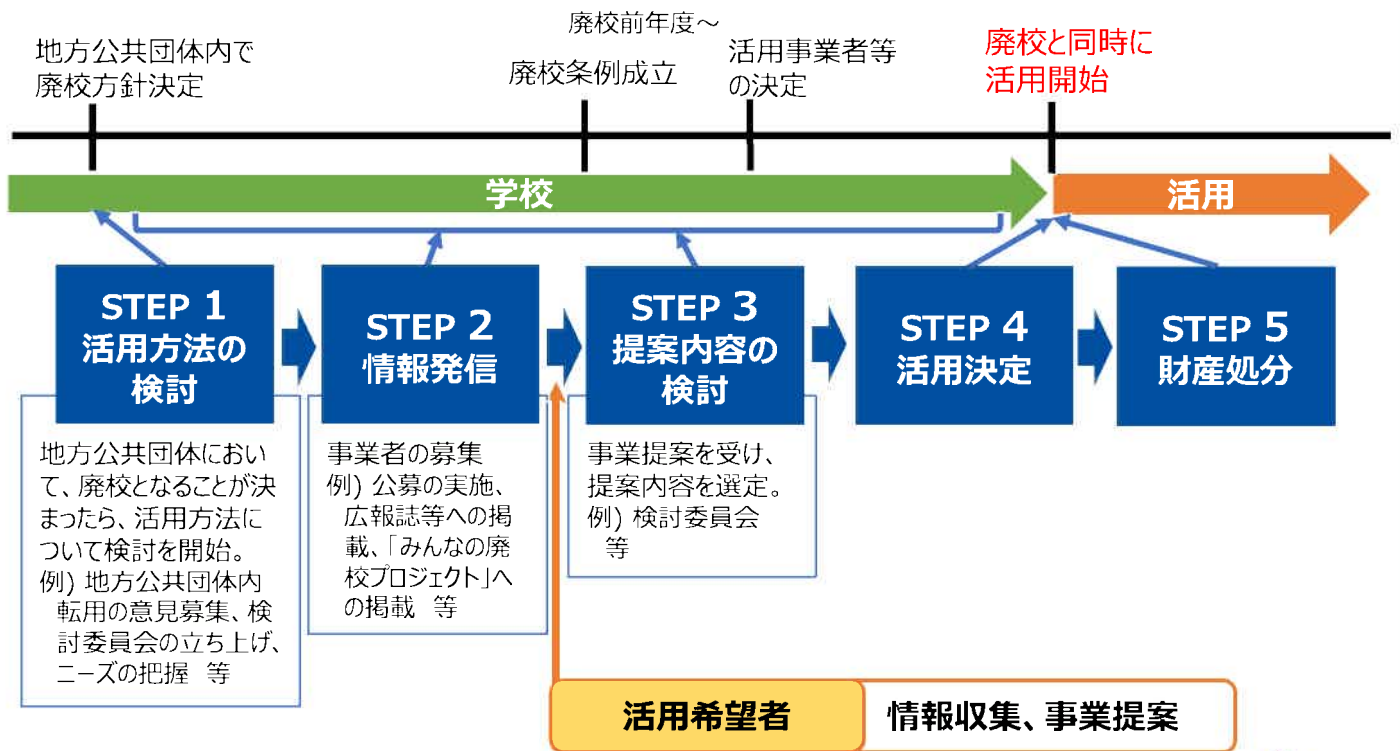 廃校前年度～
地方公共団体内で
廃校方針決定
廃校条例成立
活用事業者等
の決定
廃校と同時に
活用開始
学校
活用
STEP 1
活用方法の
検討
STEP 2
情報発信
STEP 3
提案内容の
検討
STEP 4
活用決定
STEP 5
財産処分
地方公共団体におい
て、廃校となることが決
まったら、活用方法に
ついて検討を開始。
例) 地方公共団体内
転用の意見募集、検
討委員会の立ち上げ、
ニーズの把握 等
事業者の募集
例) 公募の実施、
広報誌等への掲
載、「みんなの廃
校プロジェクト」へ
の掲載 等
事業提案を受け、
提案内容を選定。
例) 検討委員会
等
活用希望者
情報収集、事業提案